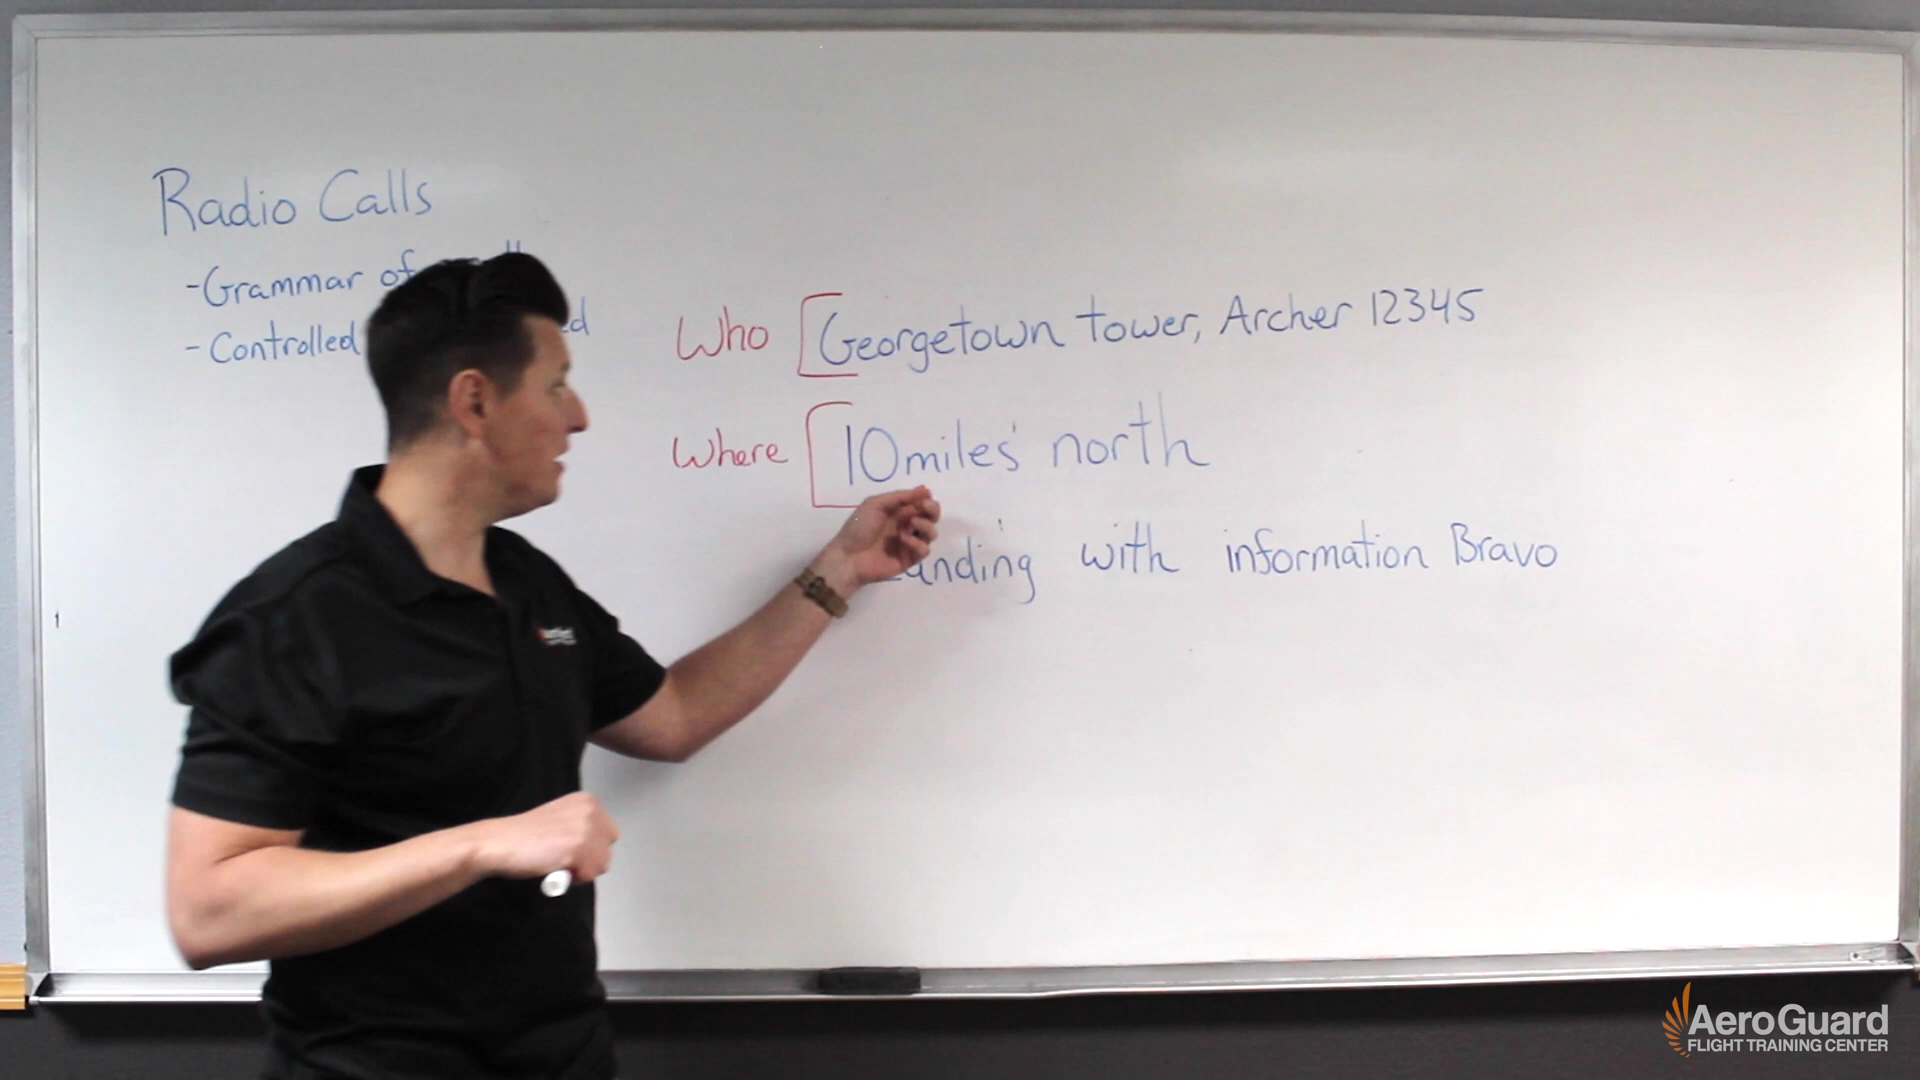 Radio Calls
-Grammar of
-Controlled
Who [Georgetown tower, Archer 12345
Where [10 miles north
Landing with information Bravo
AeroGuard
FLIGHT TRAINING CENTER